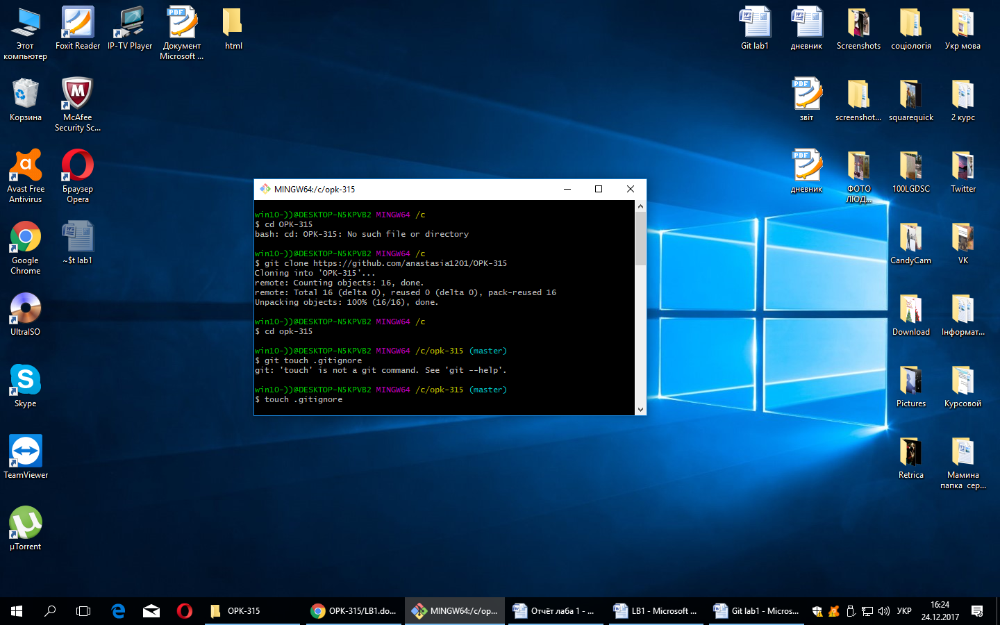 Этот
компьютер
Foxit Reader
IP-TV Player
Документ
Microsoft ...
html
Git lab1
дневник
Screenshots
соціологія
Укр мова
Корзина
McAfee
Security Sc...
звіт
screenshot...
squarequick
2 курс
Avast Free
Antivirus
Браузер
Opera
дневник
ФОТО
ЛЮД...
100LGDSC
Twitter
Google
Chrome
~$t lab1
CandyCam
VK
UltraISO
Download
Інформат...
Skype
Pictures
Курсовой
TeamViewer
Retrica
Мамина
папка сер...
µTorrent
MINGW64:/c/opk-315
win10-))@DESKTOP-N5KPVB2 MINGW64 /c
$ cd OPK-315
bash: cd: OPK-315: No such file or directory
win10-))@DESKTOP-N5KPVB2 MINGW64 /c
$ git clone https://github.com/anastasia1201/OPK-315
Cloning into 'OPK-315'...
remote: Counting objects: 16, done.
remote: Total 16 (delta 0), reused 0 (delta 0), pack-reused 16
Unpacking objects: 100% (16/16), done.
win10-))@DESKTOP-N5KPVB2 MINGW64 /c
$ cd opk-315
win10-))@DESKTOP-N5KPVB2 MINGW64 /c/opk-315 (master)
$ git touch .gitignore
git: 'touch' is not a git command. See 'git --help'.
win10-))@DESKTOP-N5KPVB2 MINGW64 /c/opk-315 (master)
$ touch .gitignore
OPK-315
OPK-315/LB1.do...
MINGW64:/c/op...
Отчёт лаба 1 - ...
LB1 - Microsoft ...
Git lab1 - Micros...
УКР
16:24
24.12.2017